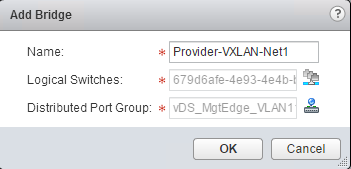 Add Bridge ?
Name: * Provider-VXLAN-Net1
Logical Switches: * 679d6afe-4e93-4e4b-b
Distributed Port Group: * vDS_MgtEdge_VLAN1
OK Cancel